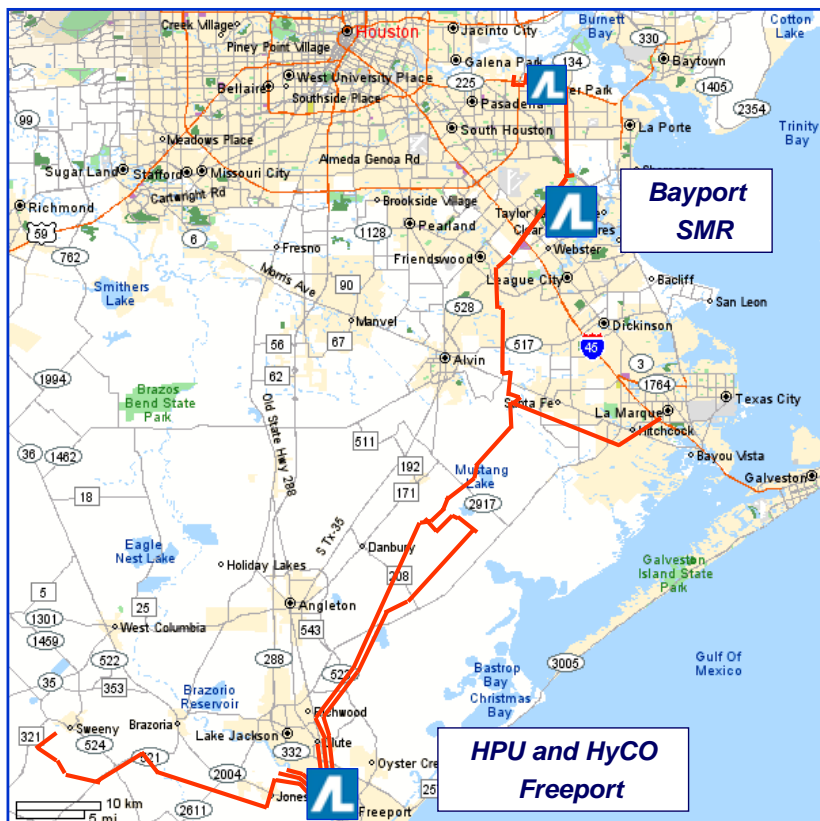 Creek Village
Piney Point Village
Houston
Jacinto City
Burnett
Bay
Cotton
Lake
330
Galena Park
134
Baytown
West University Place
225
Bellaire
Southside Place
er Park
1405
Pasadena
99
2354
South Houston
La Porte
Meadows Place
Trinity
Bay
Almeda Genoa Rd
Sugar Land
Stafford
Missouri City
Cartwright Rd
Bayport
SMR
Brookside Village
Richmond
Taylor
Pearland
59
6
1128
Clear
res
762
Fresno
Friendswood
Webster
Morris Ave
League City
Bacliff
Smithers
Lake
90
San Leon
528
Manvel
Dickinson
56
67
517
45
Alvin
3
62
1994
1764
Brazos
Bend State
Park
Santa Fe
Texas City
La Marque
Old State Hwy 288
Hitchcock
511
36
1462
Bayou Vista
192
Mustang
Lake
Galveston
18
171
2917
S Tx-35
Eagle
Nest Lake
Danbury
Galveston
Island State
Park
Holiday Lakes
208
5
Angleton
25
1301
West Columbia
543
1459
3005
522
288
523
Gulf Of
Mexico
35
353
Bastrop
Bay
Brazorio
Reservoir
Christmas
Bay
Richwood
321
Sweeny
Brazoria
524
Lake Jackson
Clute
HPU and HyCO
Freeport
521
332
Oyster Cree
2004
10 km
Jones
25
5 mi
2611
Freeport